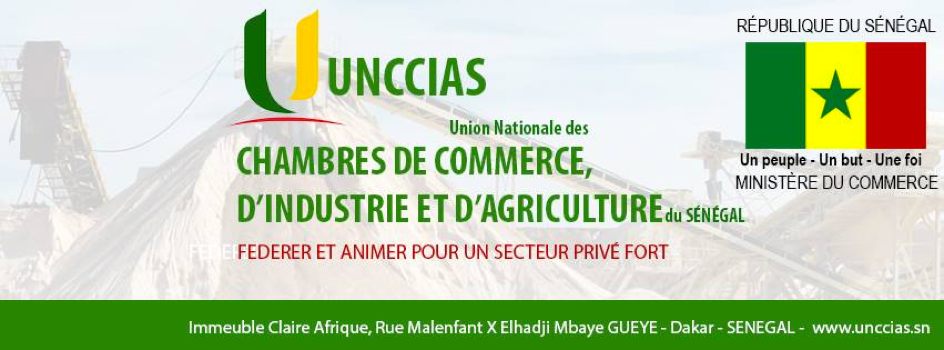 UNCCIAS
Union Nationale des
CHAMBRES DE COMMERCE,
D'INDUSTRIE ET D'AGRICULTURE du SÉNÉGAL
FEDERER ET ANIMER POUR UN SECTEUR PRIVÉ FORT
RÉPUBLIQUE DU SÉNÉGAL
Un peuple - Un but - Une foi
MINISTÈRE DU COMMERCE
Immeuble Claire Afrique, Rue Malenfant X Elhadji Mbaye GUEYE - Dakar - SENEGAL - www.unccias.sn